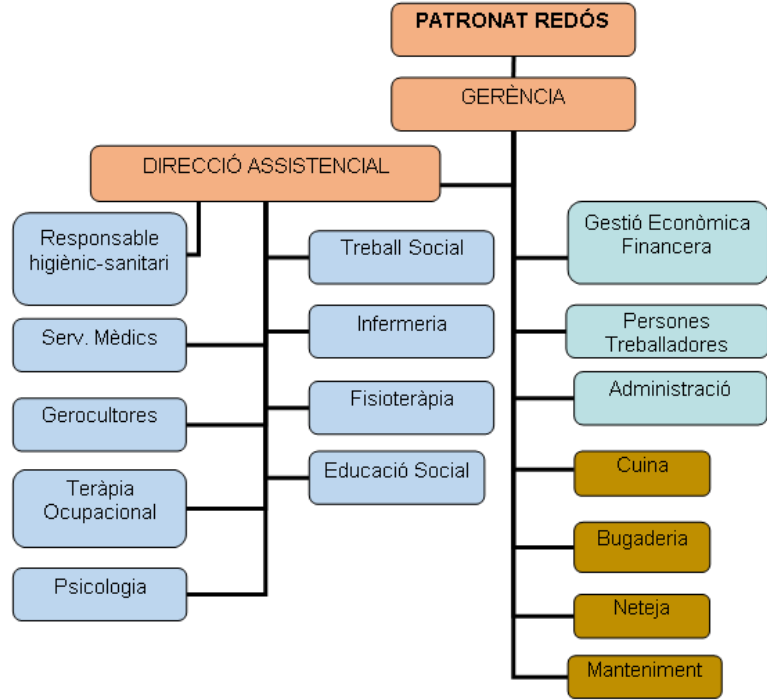 PATRONAT REDÓS
GERÈNCIA
DIRECCIÓ ASSISTENCIAL
Responsable
higiènic-sanitari
Serv. Mèdics
Gerocultores
Teràpia
Ocupacional
Psicologia
Treball Social
Infermeria
Fisioteràpia
Educació Social
Gestió Econòmica
Financera
Persones
Treballadores
Administració
Cuina
Bugaderia
Neteja
Manteniment